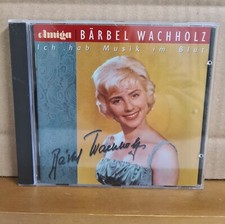 Amiga BÄRBEL WACHHOLZ
Ich hab Musik im Blut
Bärbel Wachholz